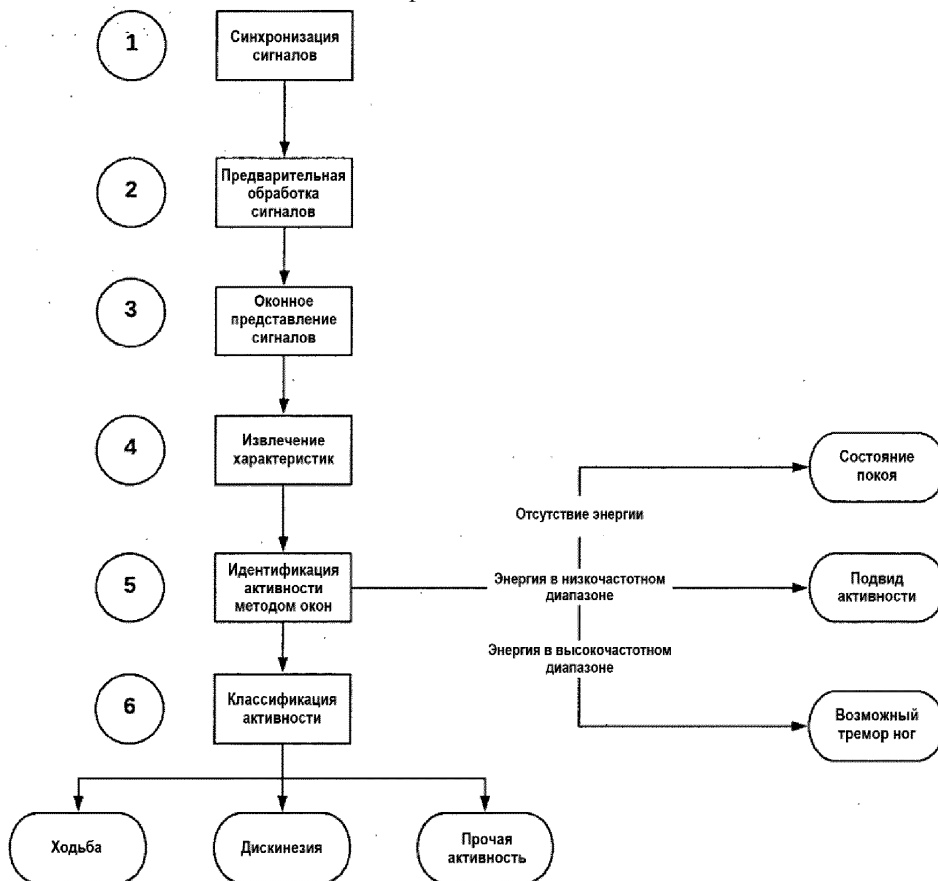 1
Синхронизация
сигналов
2
Предварительная
обработка
сигналов
3
Оконное
представление
сигналов
4
Извлечение
характеристик
Состояние
покоя
Отсутствие энергии
5
Идентификация
активности
методом окон
Энергия в низкочастотном
диапазоне
Подвид
активности
Энергия в высокочастотном
диапазоне
6
Классификация
активности
Возможный
тремор ног
Ходьба
Дискинезия
Прочая
активность